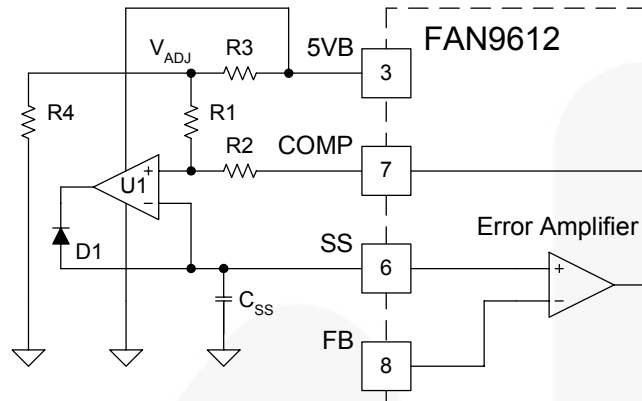 FAN9612
R3
5VB
3
V_ADJ
R4
R1
R2
COMP
7
+
U1
−
Error Amplifier
SS
6
+
D1
−
C_SS
FB
8